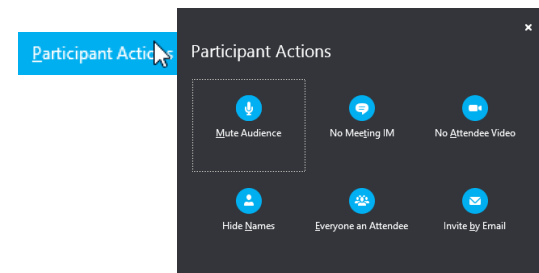 Participant Actions
Participant Actions
Mute Audience
No Meeting IM
No Attendee Video
Hide Names
Everyone an Attendee
Invite by Email